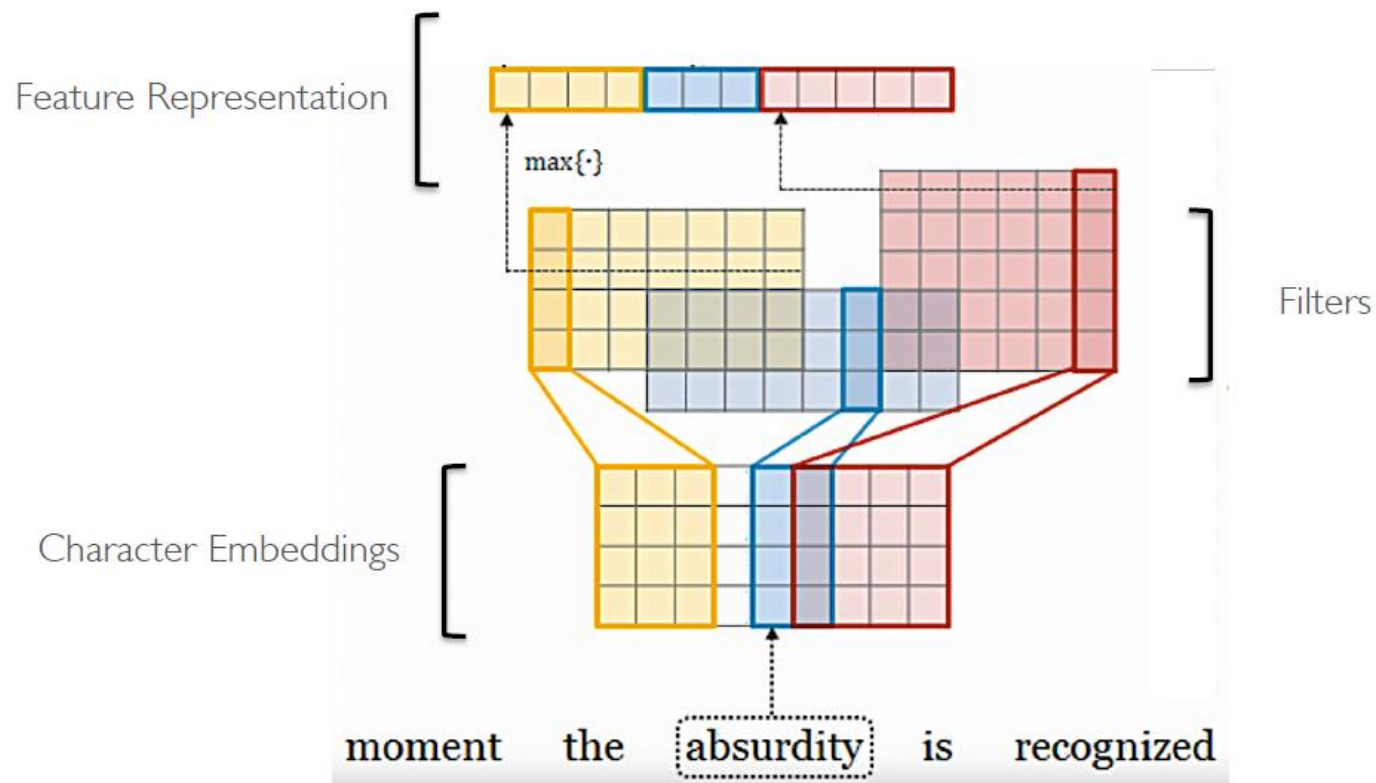 Feature Representation
max{·}
Filters
Character Embeddings
moment the absurdity is recognized